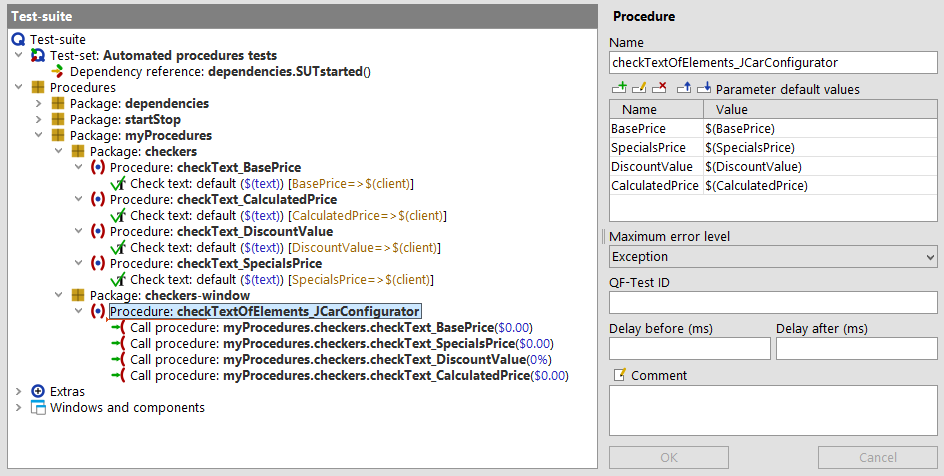 Test-suite
Test-suite
Test-set: Automated procedures tests
Dependency reference: dependencies.SUTstarted()
Procedures
Package: dependencies
Package: startStop
Package: myProcedures
Package: checkers
Procedure: checkText_BasePrice
Check text: default ($(text)) [BasePrice=>$(client)]
Procedure: checkText_CalculatedPrice
Check text: default ($(text)) [CalculatedPrice=>$(client)]
Procedure: checkText_DiscountValue
Check text: default ($(text)) [DiscountValue=>$(client)]
Procedure: checkText_SpecialsPrice
Check text: default ($(text)) [SpecialsPrice=>$(client)]
Package: checkers-window
Procedure: checkTextOfElements_JCarConfigurator
Call procedure: myProcedures.checkers.checkText_BasePrice($0.00)
Call procedure: myProcedures.checkers.checkText_SpecialsPrice($0.00)
Call procedure: myProcedures.checkers.checkText_DiscountValue(0%)
Call procedure: myProcedures.checkers.checkText_CalculatedPrice($0.00)
Extras
Windows and components
Procedure
Name
checkTextOfElements_JCarConfigurator
Parameter default values
Name Value
BasePrice $(BasePrice)
SpecialsPrice $(SpecialsPrice)
DiscountValue $(DiscountValue)
CalculatedPrice $(CalculatedPrice)
Maximum error level
Exception
QF-Test ID
Delay before (ms) Delay after (ms)
Comment
OK Cancel